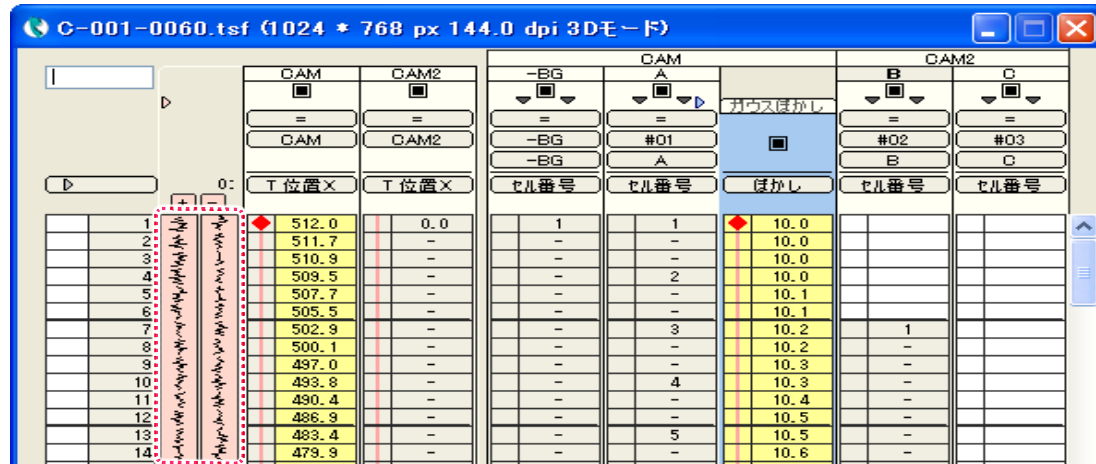 C-001-0060.tsf (1024 * 768 px 144.0 dpi 3Dモード)
CAM CAM2
CAM CAM2 -BG A B C
ガウスぼかし
= = = = = =
CAM CAM2 -BG #01 #02 #03
-BG A B C
0: T 位置X T 位置X セル番号 セル番号 ぼかし セル番号 セル番号
+ -
1 512.0 0.0 1 1 10.0
2 511.7 - - - 10.0
3 510.9 - - - 10.0
4 509.5 - - 2 10.0
5 507.7 - - - 10.1
6 505.5 - - - 10.1
7 502.9 - - 3 10.2 1
8 500.1 - - - 10.2 -
9 497.0 - - - 10.3 -
10 493.8 - - 4 10.3 -
11 490.4 - - - 10.4 -
12 486.9 - - - 10.5 -
13 483.4 - - 5 10.5 -
14 479.9 - - - 10.6 -